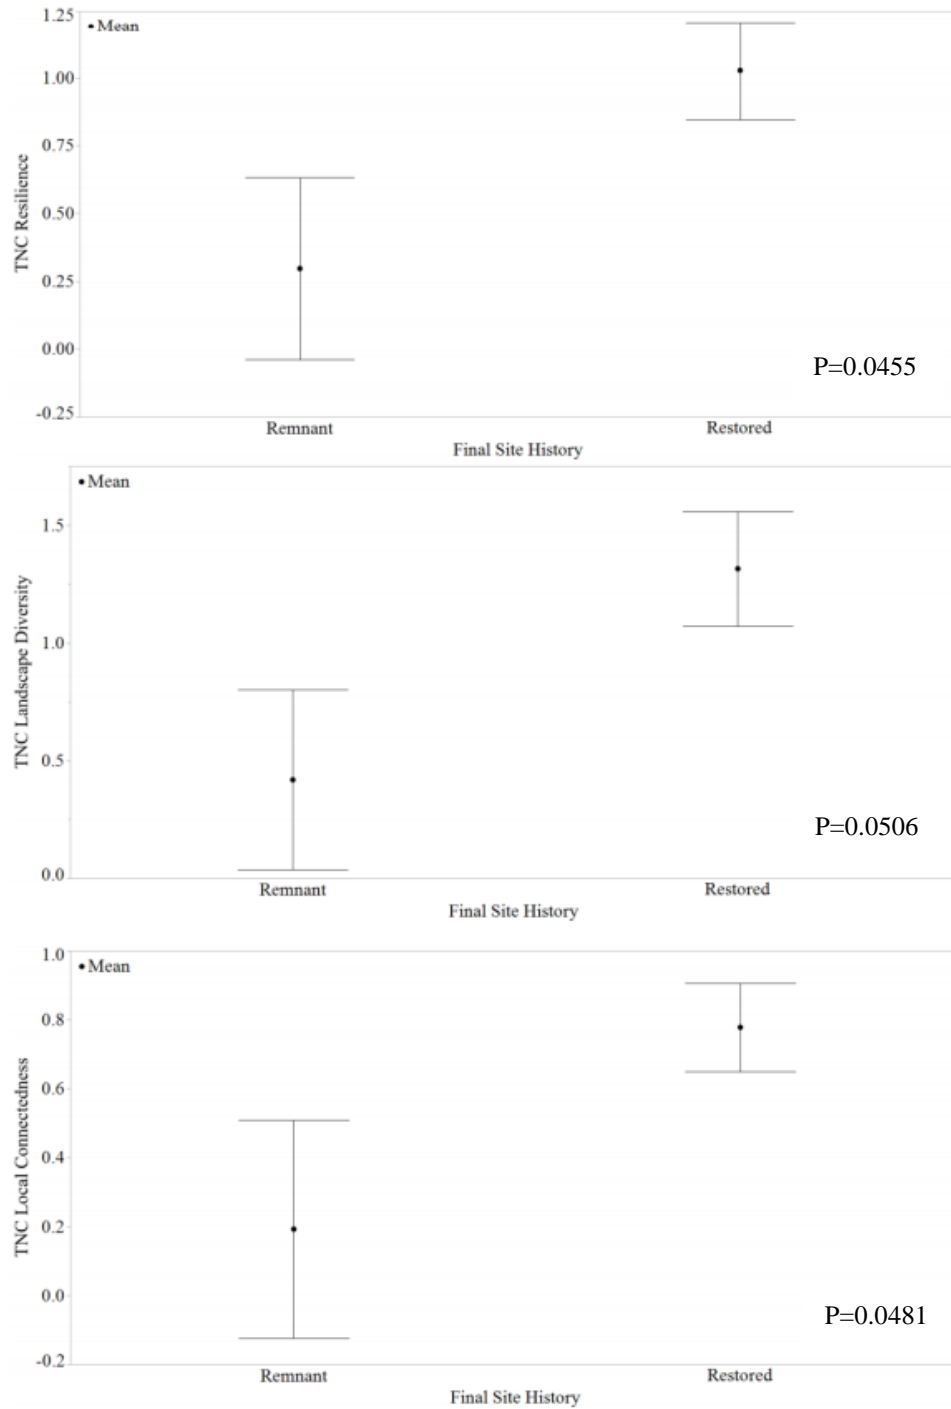 1.25
• Mean
1.00
0.75
0.50
0.25
0.00
-0.25
TNC Resilience
P=0.0455
Remnant
Restored
Final Site History
• Mean
1.5
1.0
0.5
0.0
TNC Landscape Diversity
P=0.0506
Remnant
Restored
Final Site History
1.0
• Mean
0.8
0.6
0.4
0.2
0.0
-0.2
TNC Local Connectedness
P=0.0481
Remnant
Restored
Final Site History